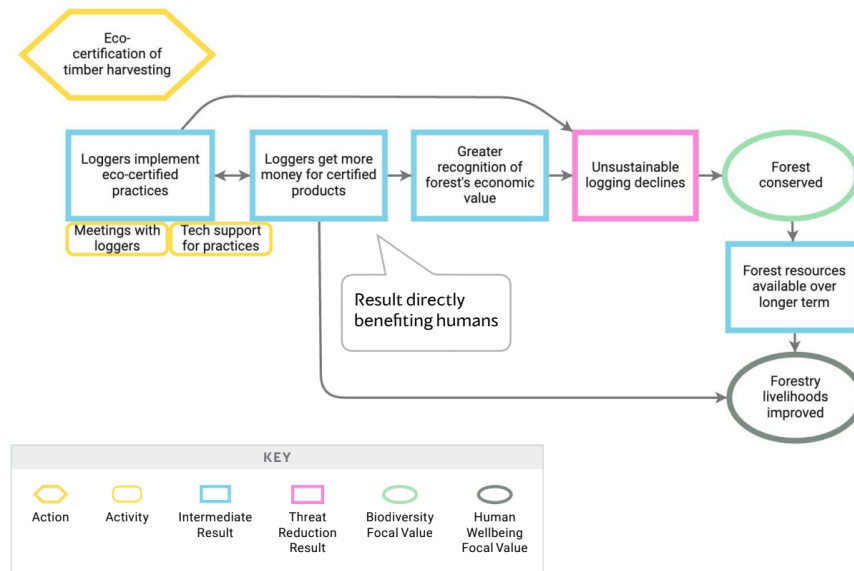 Eco-
certification of
timber harvesting
Loggers implement
eco-certified
practices
Loggers get more
money for certified
products
Greater
recognition of
forest's economic
value
Unsustainable
logging declines
Forest
conserved
Meetings with
loggers
Tech support
for practices
Result directly
benefiting humans
Forest resources
available over
longer term
Forestry
livelihoods
improved
KEY
Action
Activity
Intermediate
Result
Threat
Reduction
Result
Biodiversity
Focal Value
Human
Wellbeing
Focal Value